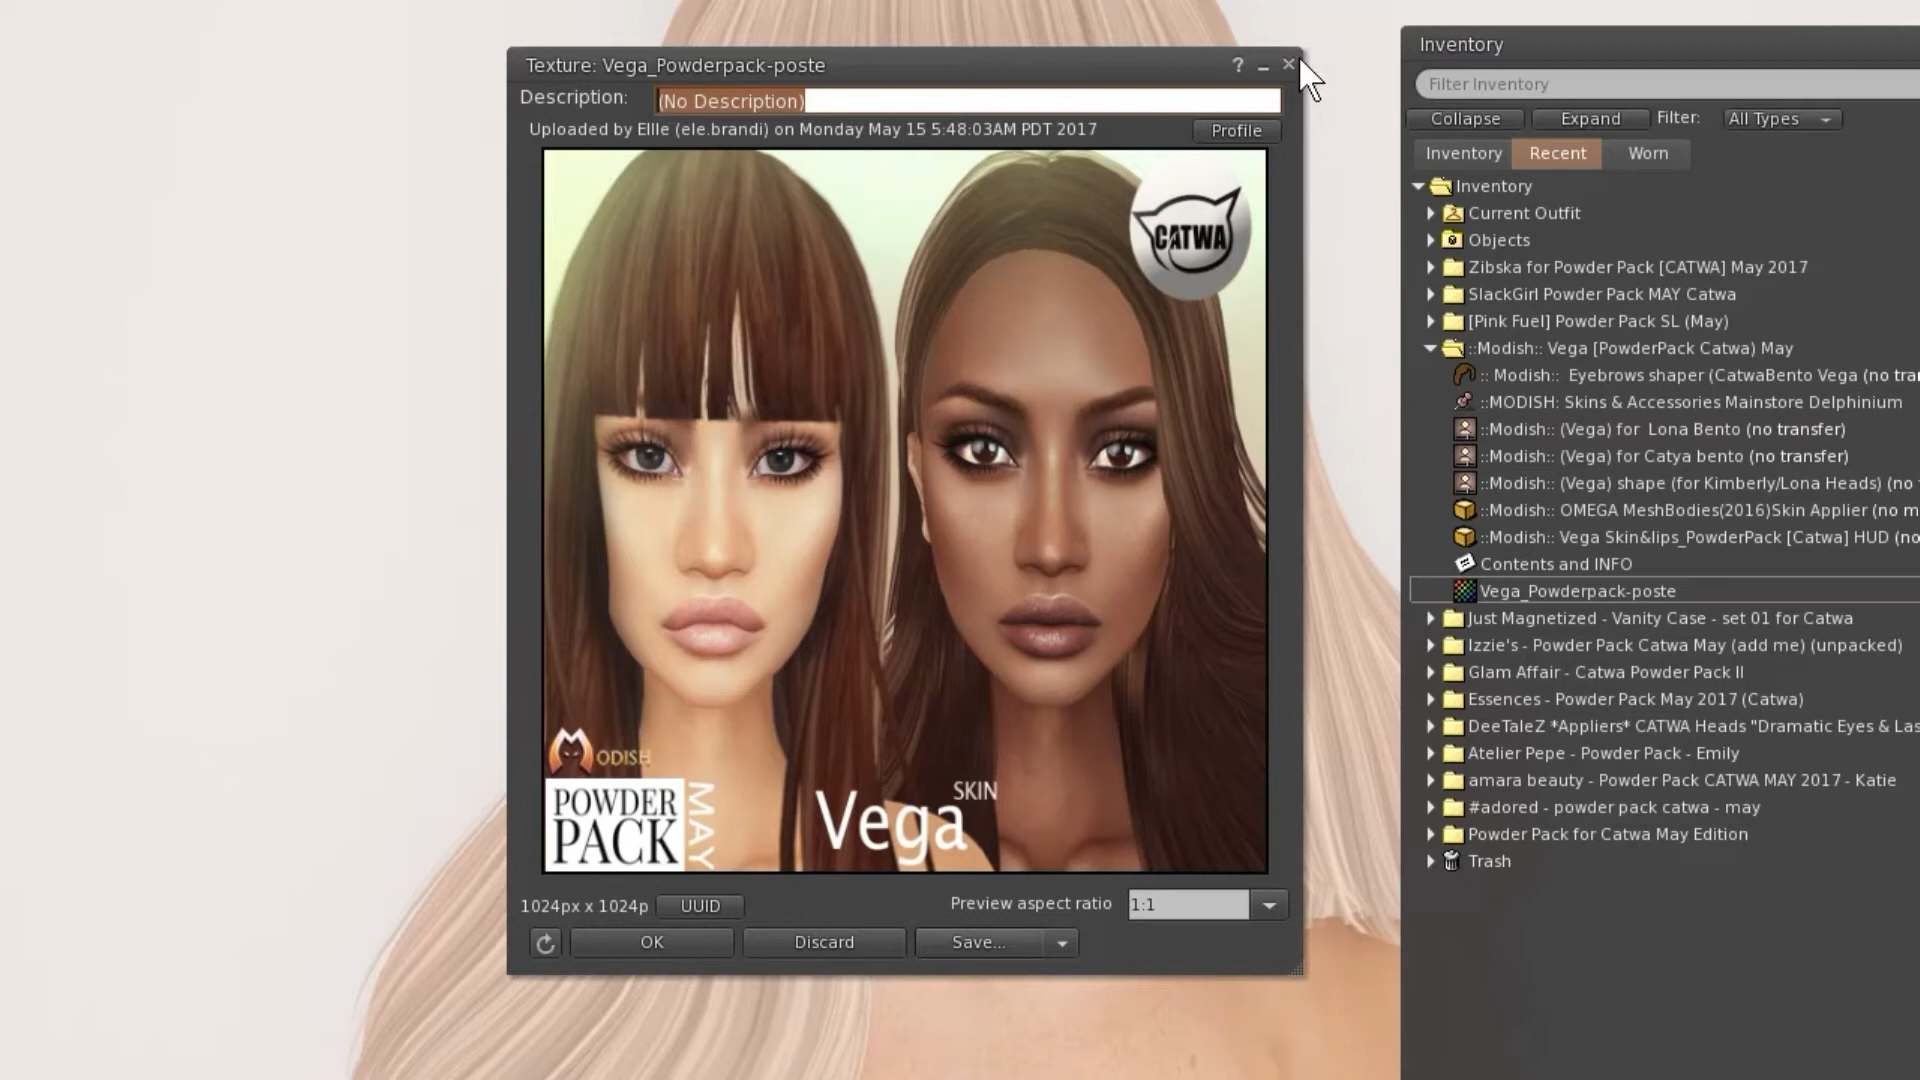 Texture: Vega_Powderpack-poste
Description: (No Description)
Uploaded by Ellle (ele.brandi) on Monday May 15 5:48:03AM PDT 2017
Profile
CATWA
MODISH
POWDER
PACK
MAY
SKIN
Vega
1024px x 1024p
UUID
Preview aspect ratio
1:1
OK
Discard
Save...
Inventory
Filter Inventory
Collapse
Expand
Filter:
All Types
Inventory
Recent
Worn
Inventory
Current Outfit
Objects
Zibska for Powder Pack [CATWA] May 2017
SlackGirl Powder Pack MAY Catwa
[Pink Fuel] Powder Pack SL (May)
::Modish:: Vega [PowderPack Catwa) May
:: Modish:: Eyebrows shaper (CatwaBento Vega (no tra
::MODISH: Skins & Accessories Mainstore Delphinium
::Modish:: (Vega) for Lona Bento (no transfer)
::Modish:: (Vega) for Catya bento (no transfer)
::Modish:: (Vega) shape (for Kimberly/Lona Heads) (no
::Modish:: OMEGA MeshBodies(2016)Skin Applier (no m
::Modish:: Vega Skin&lips_PowderPack [Catwa] HUD (no
Contents and INFO
Vega_Powderpack-poste
Just Magnetized - Vanity Case - set 01 for Catwa
Izzie's - Powder Pack Catwa May (add me) (unpacked)
Glam Affair - Catwa Powder Pack II
Essences - Powder Pack May 2017 (Catwa)
DeeTaleZ *Appliers* CATWA Heads "Dramatic Eyes & Las
Atelier Pepe - Powder Pack - Emily
amara beauty - Powder Pack CATWA MAY 2017 - Katie
#adored - powder pack catwa - may
Powder Pack for Catwa May Edition
Trash